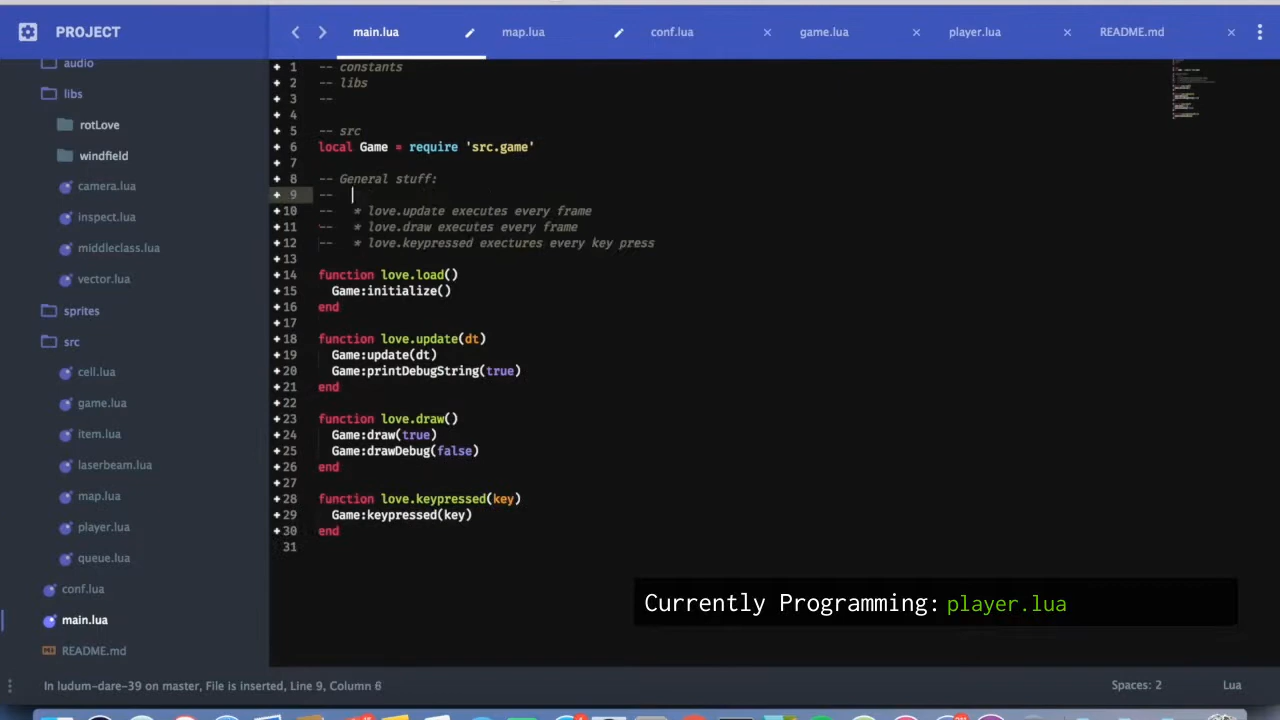 PROJECT
main.lua
map.lua
conf.lua
game.lua
player.lua
README.md
audio
libs
rotLove
windfield
camera.lua
inspect.lua
middleclass.lua
vector.lua
sprites
src
cell.lua
game.lua
item.lua
laserbeam.lua
map.lua
player.lua
queue.lua
conf.lua
main.lua
README.md
1 -- constants
2 -- libs
3 --
4
5 -- src
6 local Game = require 'src.game'
7
8 -- General stuff:
9 --
10 --   * love.update executes every frame
11 --   * love.draw executes every frame
12 --   * love.keypressed exectures every key press
13
14 function love.load()
15   Game:initialize()
16 end
17
18 function love.update(dt)
19   Game:update(dt)
20   Game:printDebugString(true)
21 end
22
23 function love.draw()
24   Game:draw(true)
25   Game:drawDebug(false)
26 end
27
28 function love.keypressed(key)
29   Game:keypressed(key)
30 end
31
Currently Programming: player.lua
In ludum-dare-39 on master, File is inserted, Line 9, Column 6
Spaces: 2
Lua